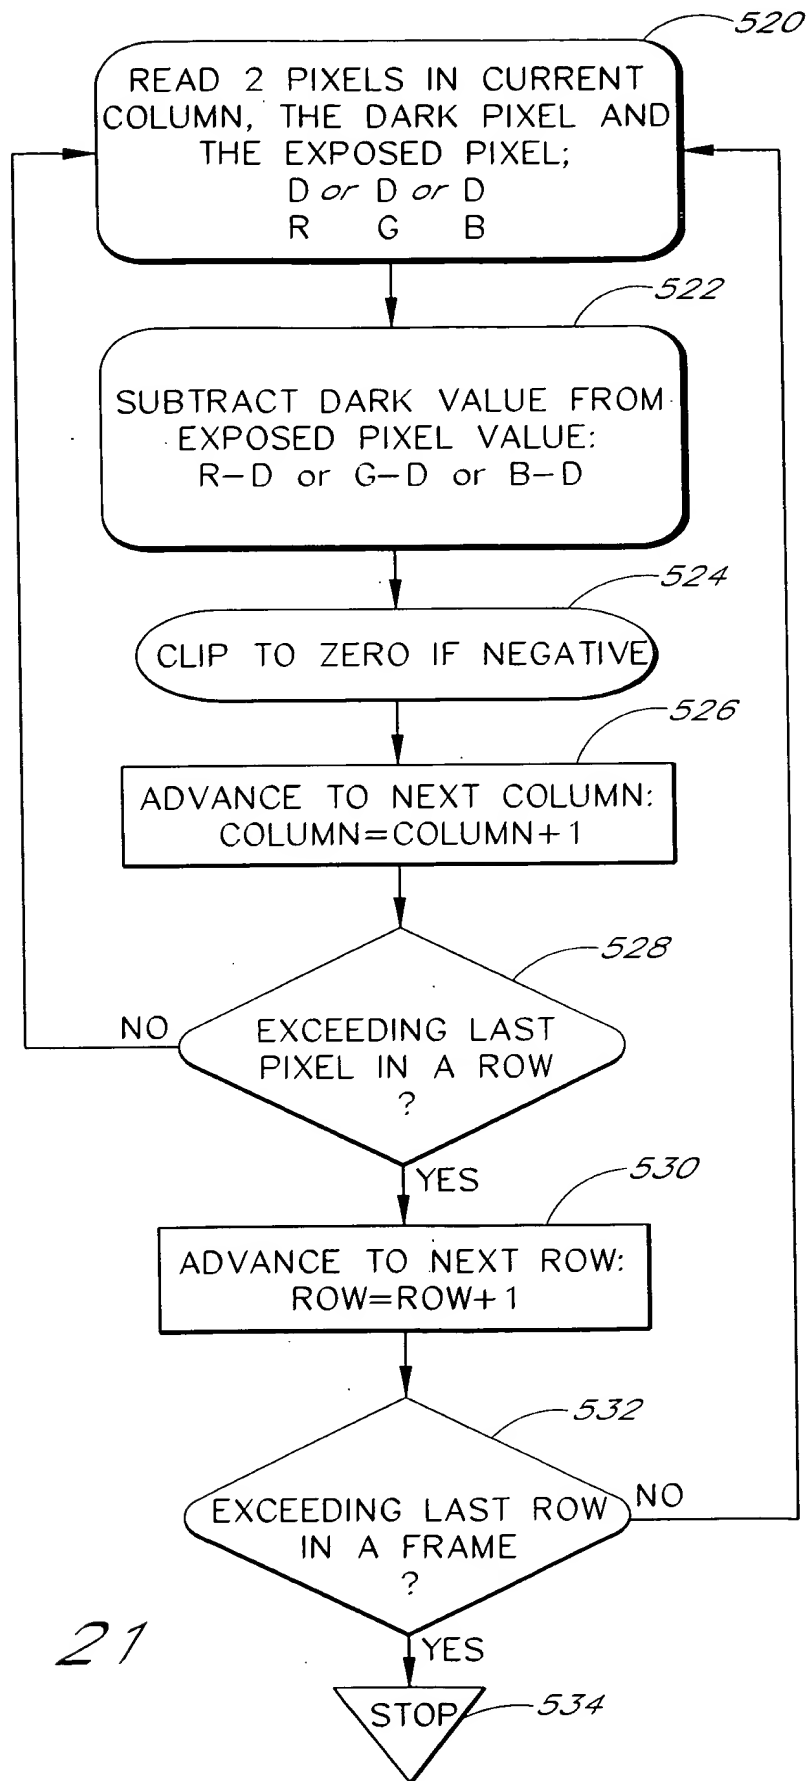 520
READ 2 PIXELS IN CURRENT
COLUMN, THE DARK PIXEL AND
THE EXPOSED PIXEL;
D or D or D
R G B
522
SUBTRACT DARK VALUE FROM
EXPOSED PIXEL VALUE:
R-D or G-D or B-D
524
CLIP TO ZERO IF NEGATIVE
526
ADVANCE TO NEXT COLUMN:
COLUMN=COLUMN+1
528
NO
EXCEEDING LAST
PIXEL IN A ROW
?
YES
530
ADVANCE TO NEXT ROW:
ROW=ROW+1
532
EXCEEDING LAST ROW
IN A FRAME
?
NO
21
YES
STOP
534